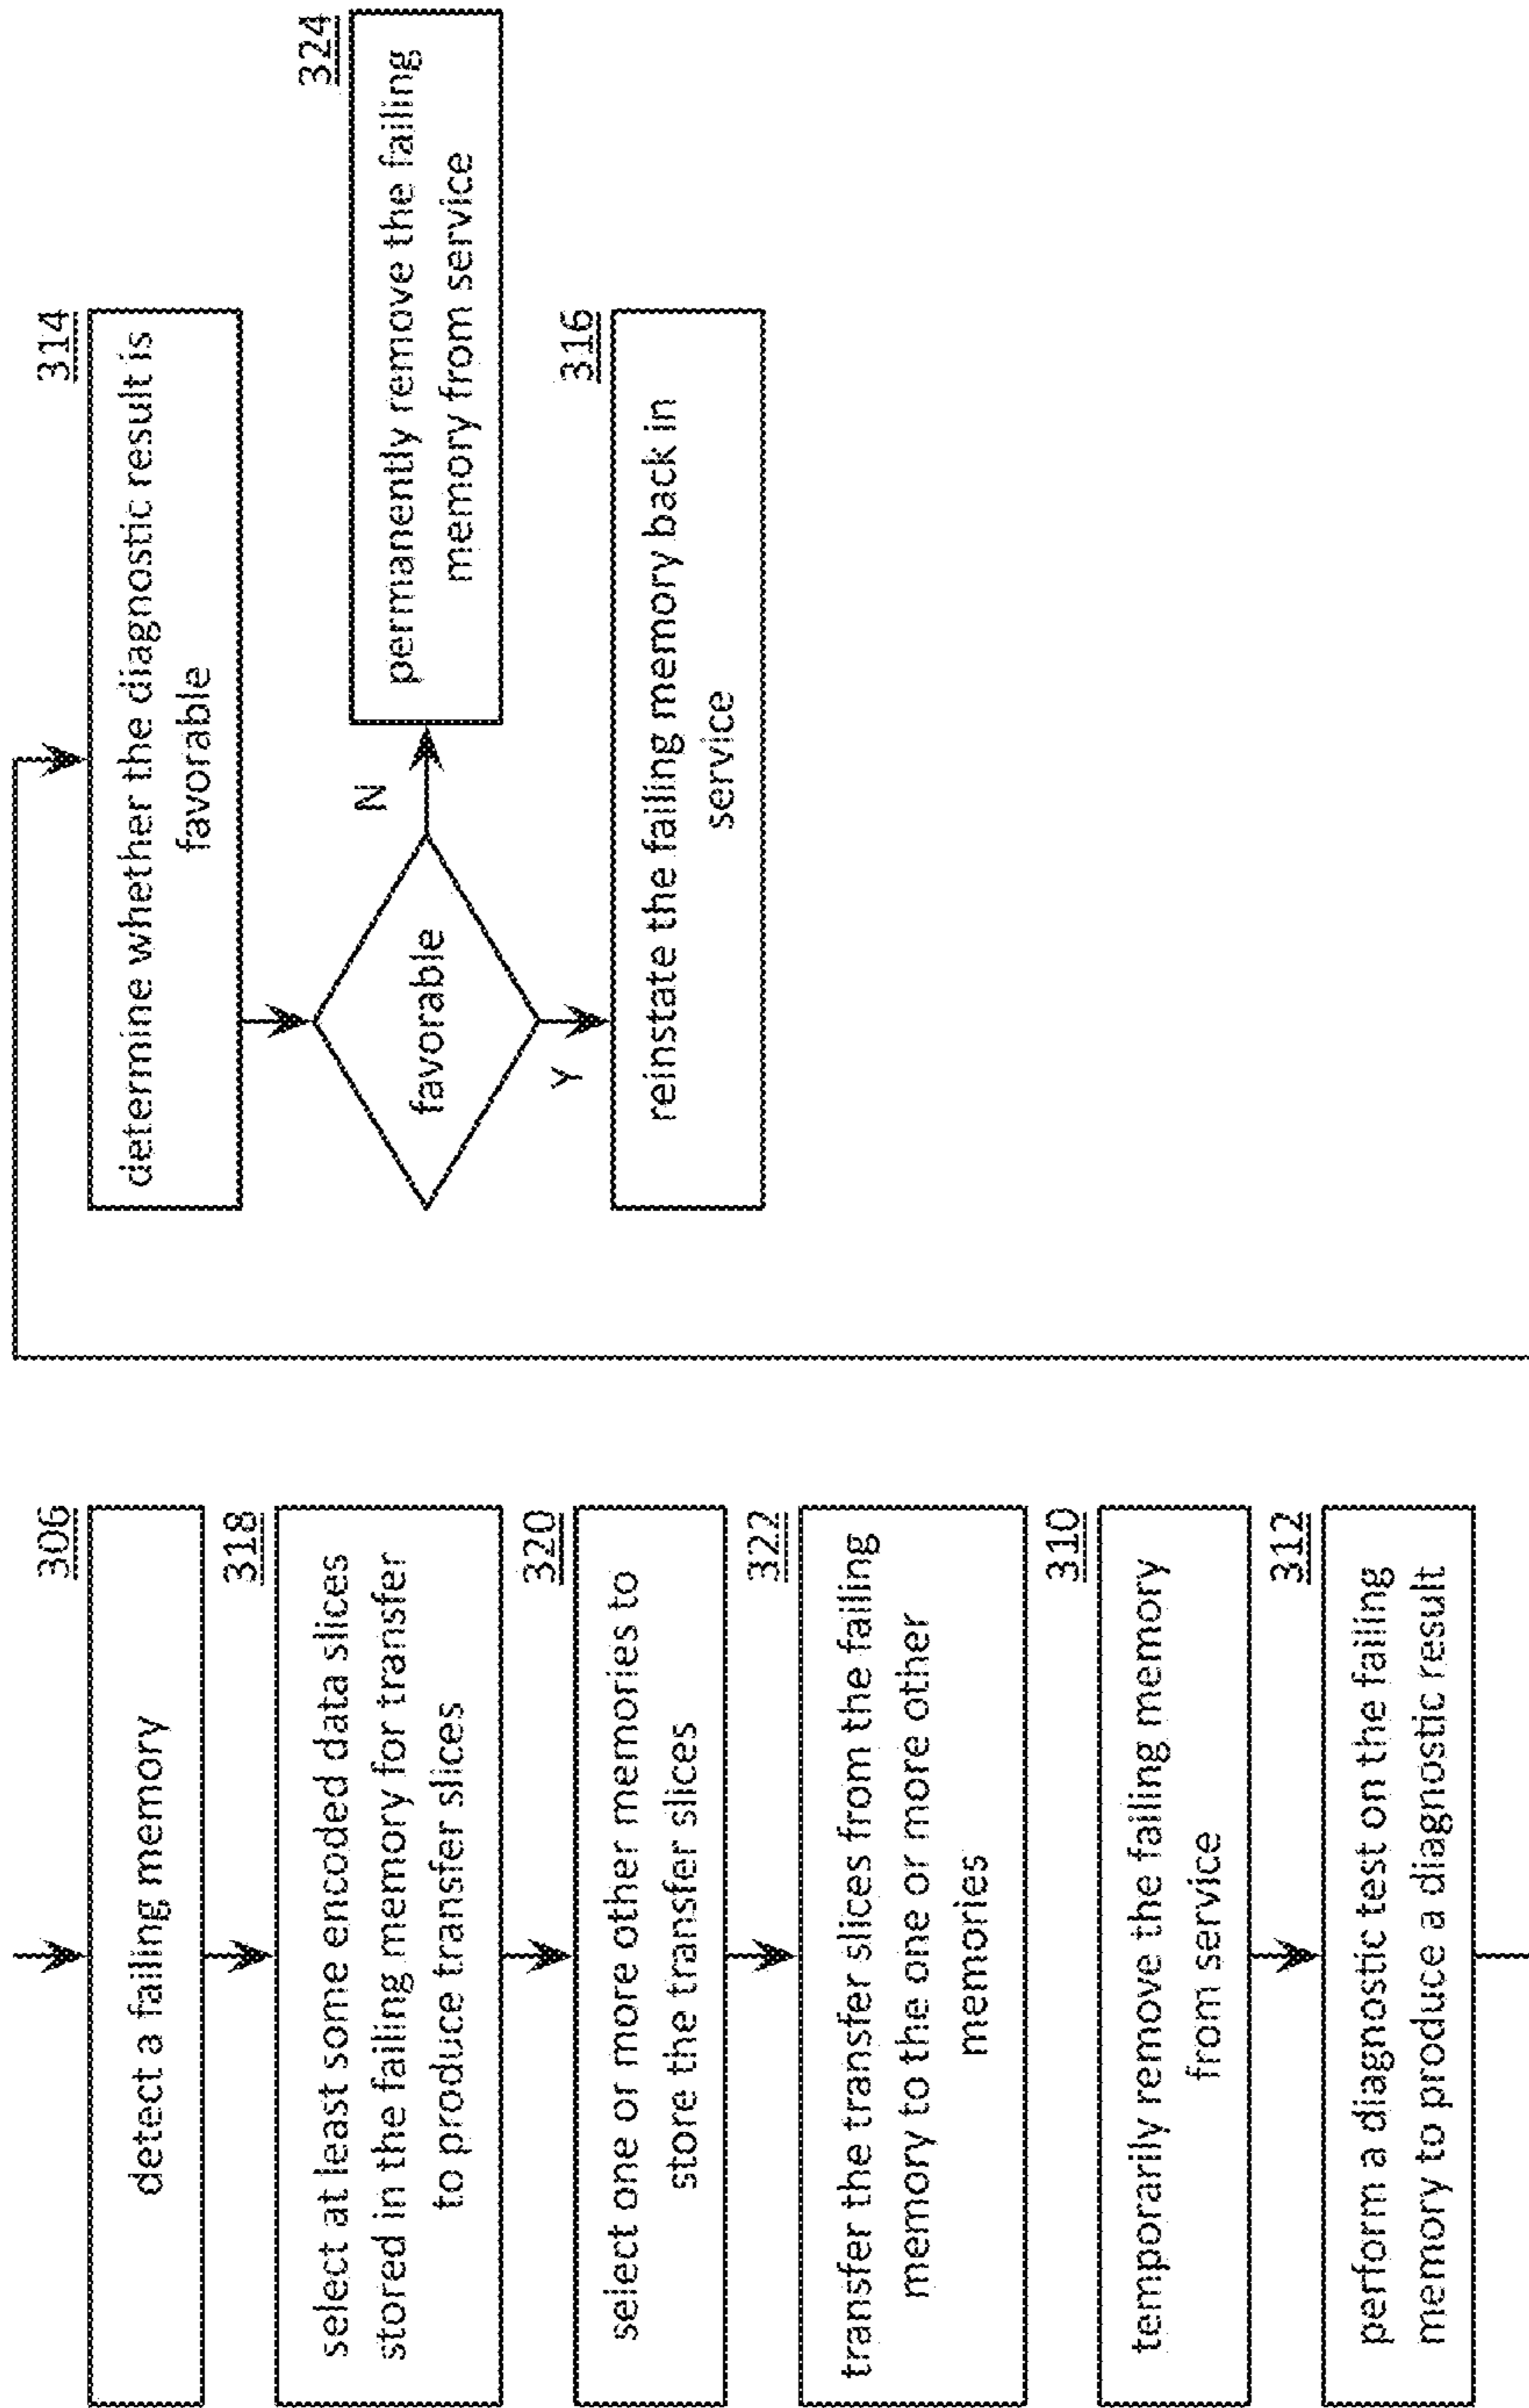 306
detect a failing memory
318
select at least some encoded data slices
stored in the failing memory for transfer
to produce transfer slices
320
select one or more other memories to
store the transfer slices
322
transfer the transfer slices from the failing
memory to the one or more other
memories
310
temporarily remove the failing memory
from service
312
perform a diagnostic test on the failing
memory to produce a diagnostic result
314
determine whether the diagnostic result is
favorable
favorable
N
324
permanently remove the failing
memory from service
Y
316
reinstate the failing memory back in
service